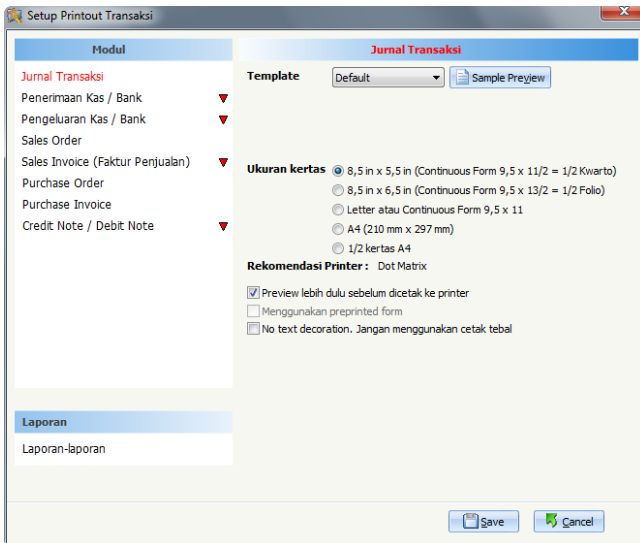 Setup Printout Transaksi
x
Modul
Jurnal Transaksi
Penerimaan Kas / Bank
Pengeluaran Kas / Bank
Sales Order
Sales Invoice (Faktur Penjualan)
Purchase Order
Purchase Invoice
Credit Note / Debit Note
Laporan
Laporan-laporan
Jurnal Transaksi
Template Default Sample Preview
Ukuran kertas 8,5 in x 5,5 in (Continuous Form 9,5 x 11/2 = 1/2 Kwarto)
8,5 in x 6,5 in (Continuous Form 9,5 x 13/2 = 1/2 Folio)
Letter atau Continuous Form 9,5 x 11
A4 (210 mm x 297 mm)
1/2 kertas A4
Rekomendasi Printer : Dot Matrix
Preview lebih dulu sebelum dicetak ke printer
Menggunakan preprinted form
No text decoration. Jangan menggunakan cetak tebal
Save Cancel